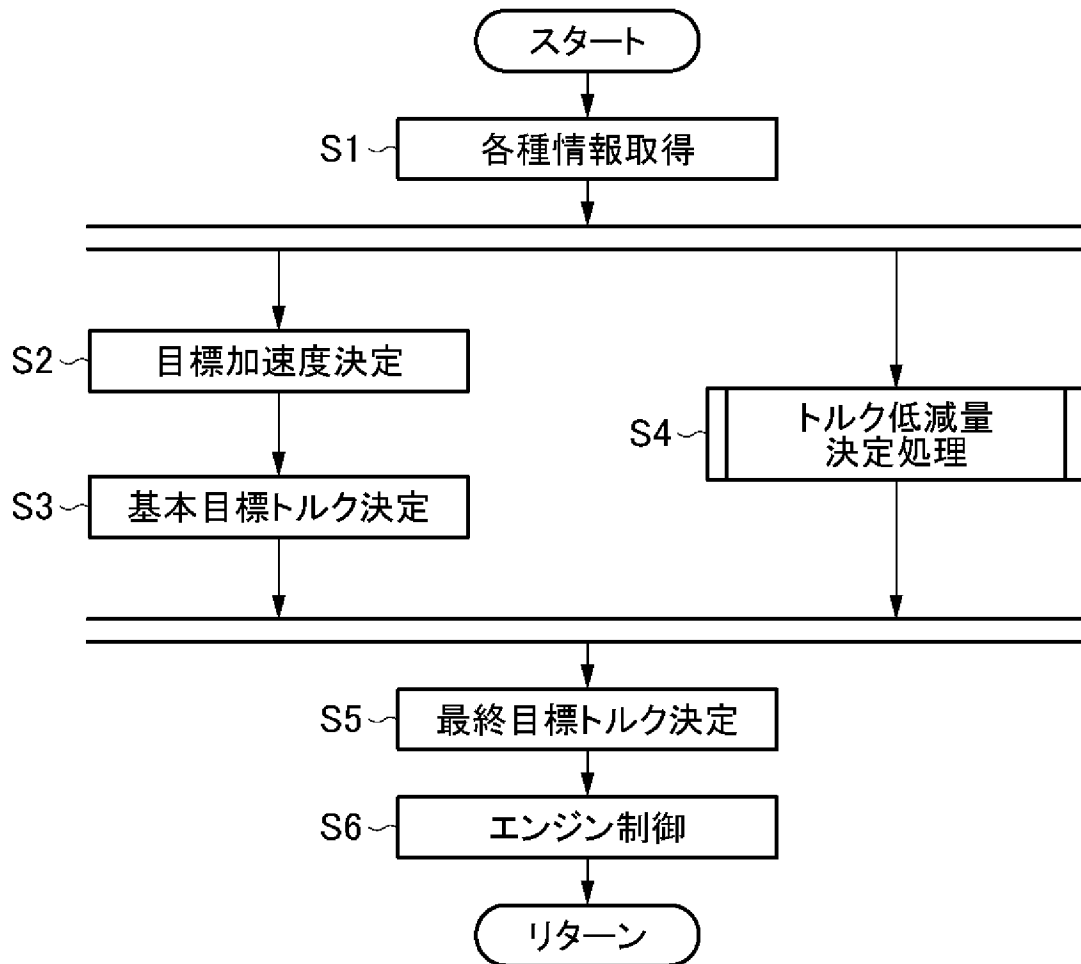 スタート
S1
各種情報取得
S2
目標加速度決定
S4
トルク低減量
決定処理
S3
基本目標トルク決定
S5
最終目標トルク決定
S6
エンジン制御
リターン